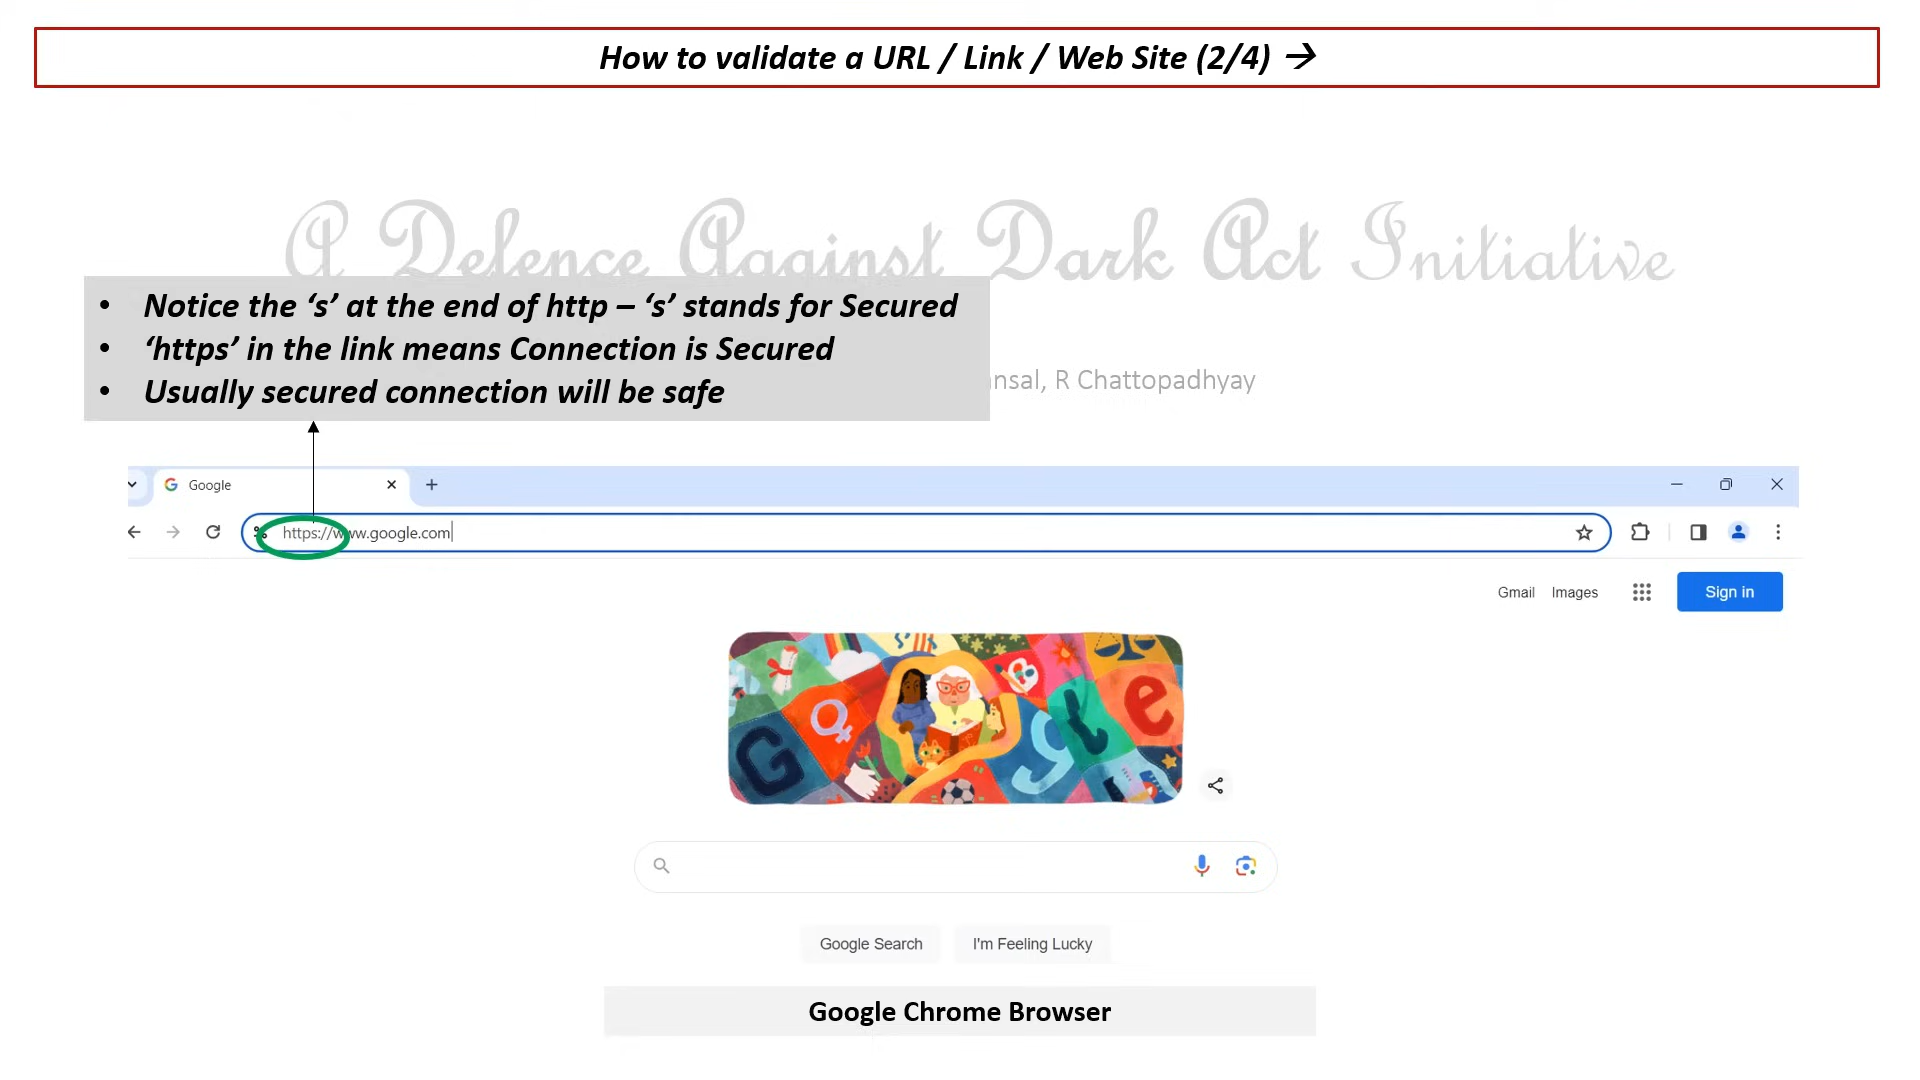 How to validate a URL / Link / Web Site (2/4) →
A Defence Against Dark Act Initiative
• Notice the ‘s’ at the end of http – ‘s’ stands for Secured
• ‘https’ in the link means Connection is Secured
• Usually secured connection will be safe
R Chattopadhyay
Google
https://www.google.com
Gmail Images Sign in
Google Search I'm Feeling Lucky
Google Chrome Browser